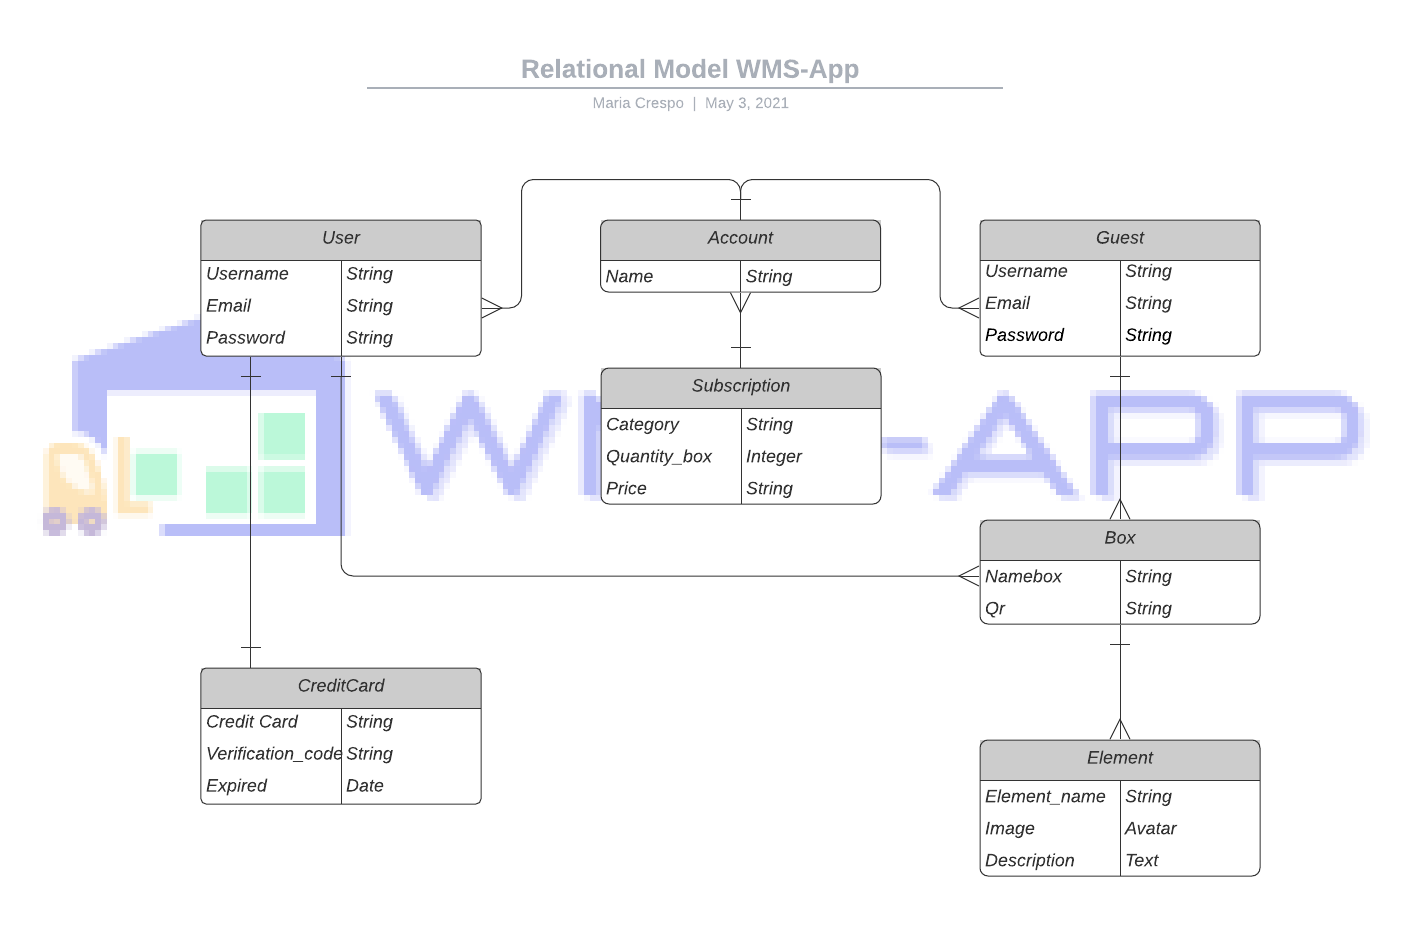 Relational Model WMS-App
Maria Crespo | May 3, 2021
User
Username String
Email String
Password String
Account
Name String
Guest
Username String
Email String
Password String
Subscription
Category String
Quantity_box Integer
Price String
Box
Namebox String
Qr String
CreditCard
Credit Card String
Verification_code String
Expired Date
Element
Element_name String
Image Avatar
Description Text
W -APP